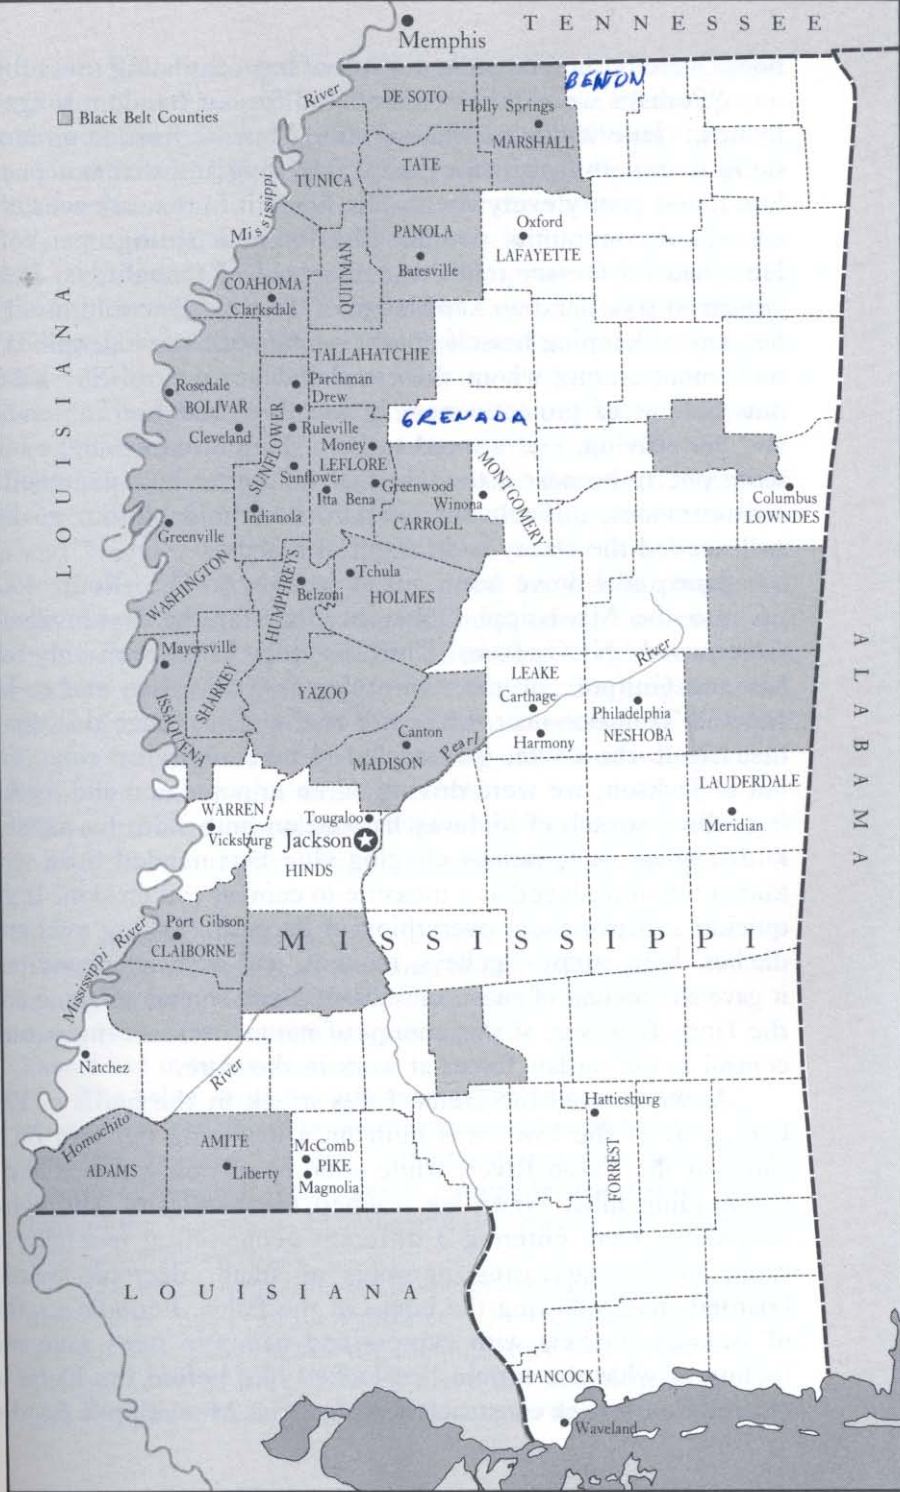 TENNESSEE
Memphis
River
DE SOTO
BENTON
Holly Springs
MARSHALL
Black Belt Counties
TATE
TUNICA
Mississippi
PANOLA
Batesville
Oxford
LAFAYETTE
QUITMAN
COAHOMA
Clarksdale
LOUISIANA
TALLAHATCHIE
Rosedale
BOLIVAR
Cleveland
Parchman
Drew
Ruleville
GRENADA
Money
SUNFLOWER
LEFLORE
Sunflower
Greenwood
Itta Bena
Winona
MONTGOMERY
Columbus
LOWNDES
Indianola
CARROLL
Greenville
WASHINGTON
HUMPHREYS
Belzoni
Tchula
HOLMES
Mayersville
SHARKEY
ISSAQUENA
YAZOO
LEAKE
Carthage
River
Philadelphia
NESHOBA
Harmony
Canton
MADISON
Pearl
ALABAMA
LAUDERDALE
Meridian
WARREN
Vicksburg
Tougaloo
Jackson
HINDS
Port Gibson
CLAIBORNE
MISSISSIPPI
Mississippi River
Natchez
River
Homochito
ADAMS
AMITE
Liberty
McComb
PIKE
Magnolia
Hattiesburg
FORREST
LOUISIANA
HANCOCK
Waveland